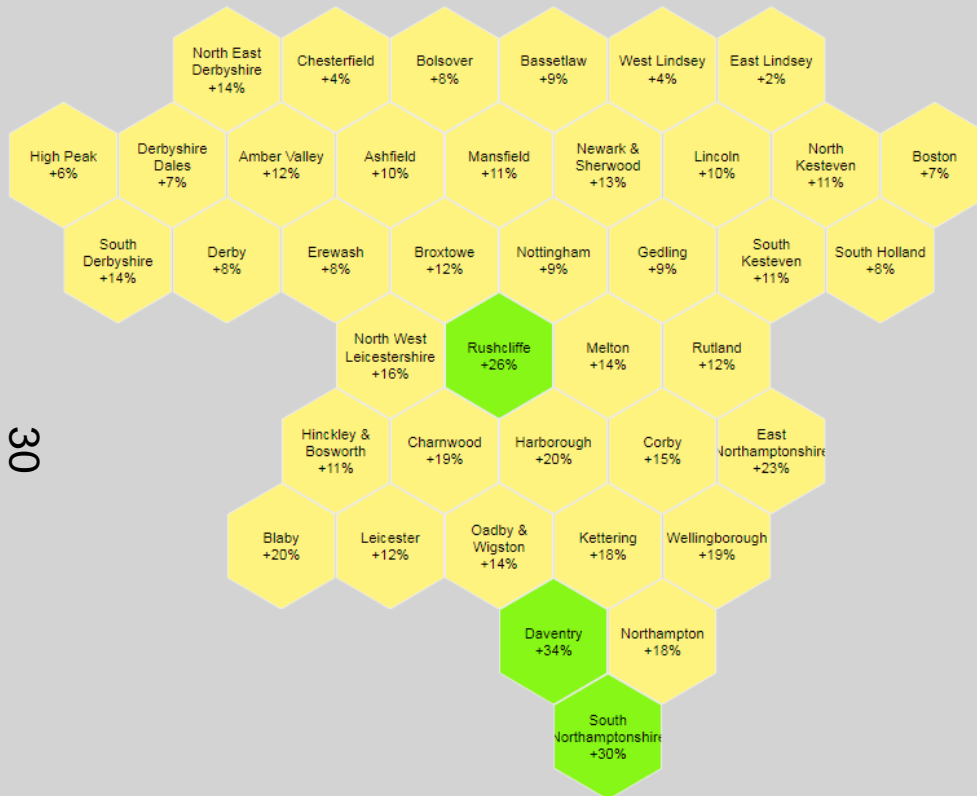 North East
Derbyshire
+14%
Chesterfield
+4%
Bolsover
+8%
Bassetlaw
+9%
West Lindsey
+4%
East Lindsey
+2%
High Peak
+6%
Derbyshire
Dales
+7%
Amber Valley
+12%
Ashfield
+10%
Mansfield
+11%
Newark &
Sherwood
+13%
Lincoln
+10%
North
Kesteven
+11%
Boston
+7%
South
Derbyshire
+14%
Derby
+8%
Erewash
+8%
Broxtowe
+12%
Nottingham
+9%
Gedling
+9%
South
Kesteven
+11%
South Holland
+8%
North West
Leicestershire
+16%
Rushcliffe
+26%
Melton
+14%
Rutland
+12%
30
Hinckley &
Bosworth
+11%
Charnwood
+19%
Harborough
+20%
Corby
+15%
East
Northamptonshire
+23%
Blaby
+20%
Leicester
+12%
Oadby &
Wigston
+14%
Kettering
+18%
Wellingborough
+19%
Daventry
+34%
Northampton
+18%
South
Northamptonshire
+30%